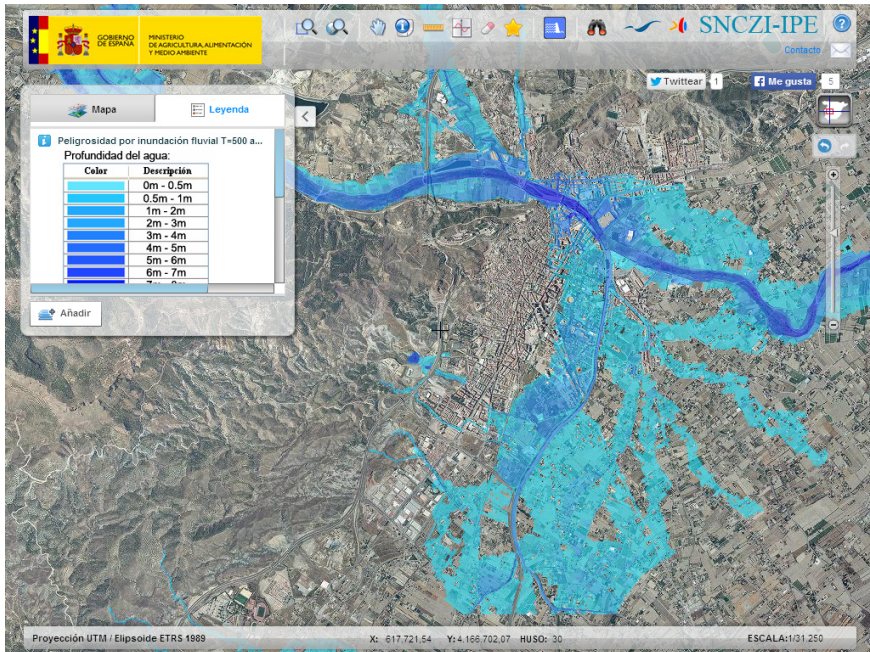 GOBIERNO
DE ESPAÑA
MINISTERIO
DE AGRICULTURA, ALIMENTACIÓN
Y MEDIO AMBIENTE
SNCZI-IPE
?
Contacto
Twittear 1
Me gusta 5
Mapa
Leyenda
Peligrosidad por inundación fluvial T=500 a...
Profundidad del agua:
Color Descripción
0m - 0.5m
0.5m - 1m
1m - 2m
2m - 3m
3m - 4m
4m - 5m
5m - 6m
6m - 7m
Añadir
Proyección UTM / Elipsoide ETRS 1989 X: 617.721,54 Y: 4.166.702,07 HUSO: 30 ESCALA:1/31.250